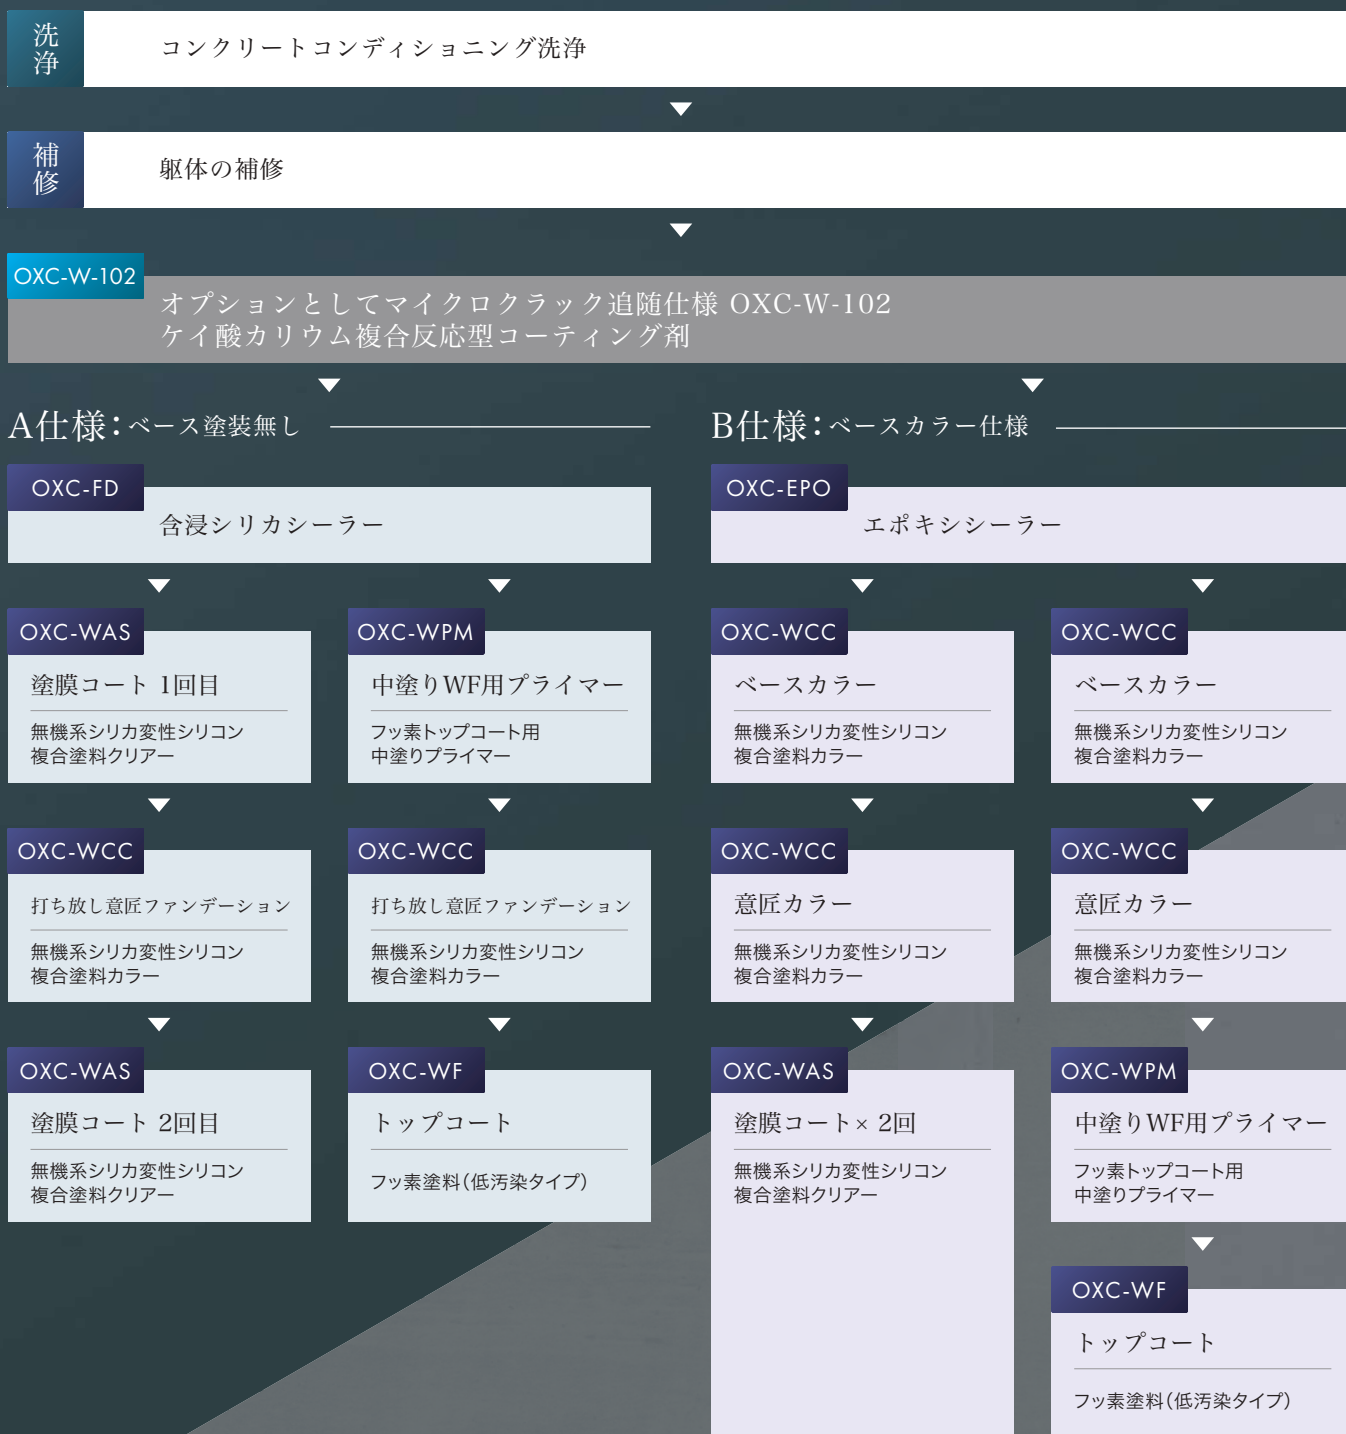 洗浄
コンクリートコンディショニング洗浄
補修
躯体の補修
OXC-W-102
オプションとしてマイクロクラック追随仕様 OXC-W-102
ケイ酸カリウム複合反応型コーティング剤
A仕様：ベース塗装無し
OXC-FD
含浸シリカシーラー
OXC-WAS
塗膜コート 1回目
無機系シリカ変性シリコン
複合塗料クリアー
OXC-WCC
打ち放し意匠ファンデーション
無機系シリカ変性シリコン
複合塗料カラー
OXC-WAS
塗膜コート 2回目
無機系シリカ変性シリコン
複合塗料クリアー
OXC-WPM
中塗りWF用プライマー
フッ素トップコート用
中塗りプライマー
OXC-WCC
打ち放し意匠ファンデーション
無機系シリカ変性シリコン
複合塗料カラー
OXC-WF
トップコート
フッ素塗料（低汚染タイプ）
B仕様：ベースカラー仕様
OXC-EPO
エポキシシーラー
OXC-WCC
ベースカラー
無機系シリカ変性シリコン
複合塗料カラー
OXC-WCC
意匠カラー
無機系シリカ変性シリコン
複合塗料カラー
OXC-WAS
塗膜コート× 2回
無機系シリカ変性シリコン
複合塗料クリアー
OXC-WCC
ベースカラー
無機系シリカ変性シリコン
複合塗料カラー
OXC-WCC
意匠カラー
無機系シリカ変性シリコン
複合塗料カラー
OXC-WPM
中塗りWF用プライマー
フッ素トップコート用
中塗りプライマー
OXC-WF
トップコート
フッ素塗料（低汚染タイプ）